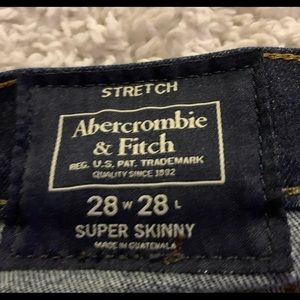 STRETCH
Abercrombie
& Fitch
REG. U.S. PAT. TRADEMARK
QUALITY SINCE 1892
28 W 28 L
SUPER SKINNY
MADE IN GUATEMALA